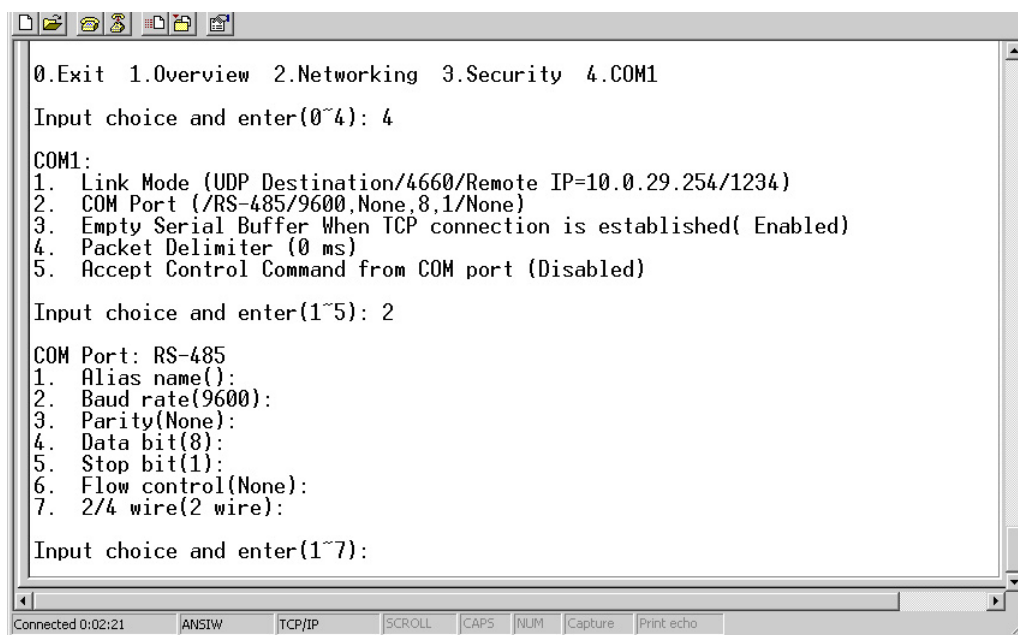 0.Exit  1.Overview  2.Networking  3.Security  4.COM1
Input choice and enter(0~4): 4
COM1:
1.  Link Mode (UDP Destination/4660/Remote IP=10.0.29.254/1234)
2.  COM Port (/RS-485/9600,None,8,1/None)
3.  Empty Serial Buffer When TCP connection is established( Enabled)
4.  Packet Delimiter (0 ms)
5.  Accept Control Command from COM port (Disabled)
Input choice and enter(1~5): 2
COM Port: RS-485
1.  Alias name():
2.  Baud rate(9600):
3.  Parity(None):
4.  Data bit(8):
5.  Stop bit(1):
6.  Flow control(None):
7.  2/4 wire(2 wire):
Input choice and enter(1~7):
Connected 0:02:21 ANSIW TCP/IP SCROLL CAPS NUM Capture Print echo